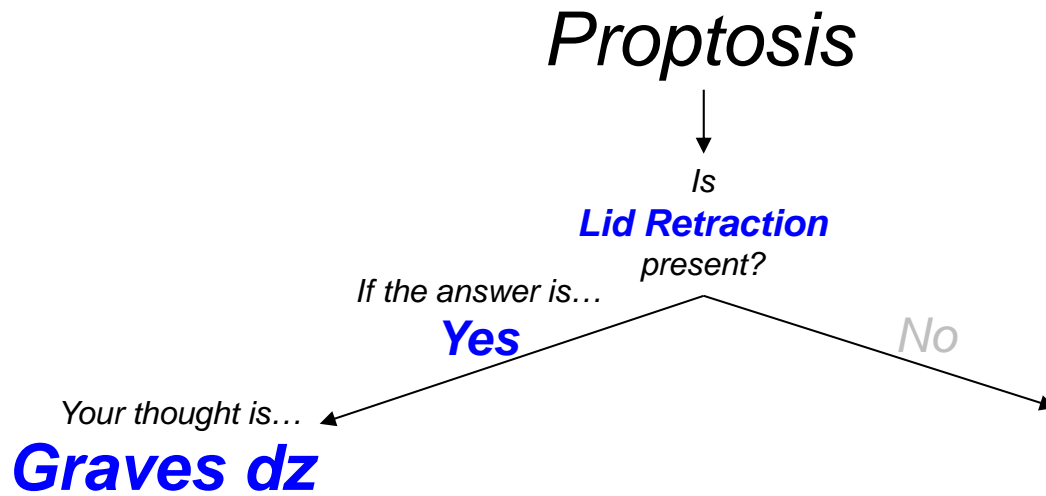 Proptosis
Is
Lid Retraction
present?
If the answer is…
Yes
No
Your thought is…
Graves dz